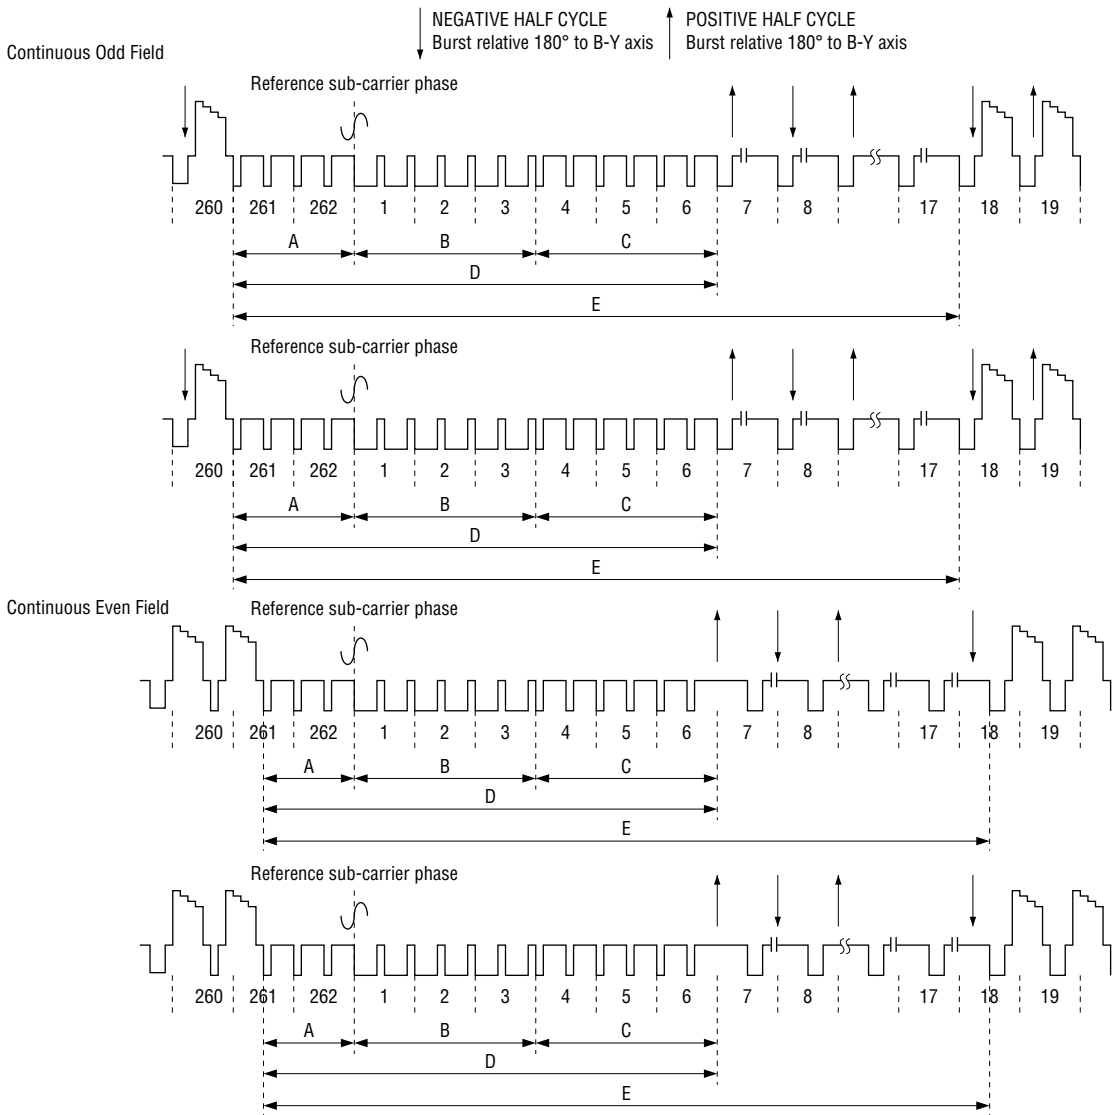 NEGATIVE HALF CYCLE
Burst relative 180° to B-Y axis
POSITIVE HALF CYCLE
Burst relative 180° to B-Y axis
Continuous Odd Field
Reference sub-carrier phase
260 261 262 1 2 3 4 5 6 7 8 17 18 19
A B C
D
E
Reference sub-carrier phase
260 261 262 1 2 3 4 5 6 7 8 17 18 19
A B C
D
E
Continuous Even Field
Reference sub-carrier phase
260 261 262 1 2 3 4 5 6 7 8 17 18 19
A B C
D
E
Reference sub-carrier phase
260 261 262 1 2 3 4 5 6 7 8 17 18 19
A B C
D
E